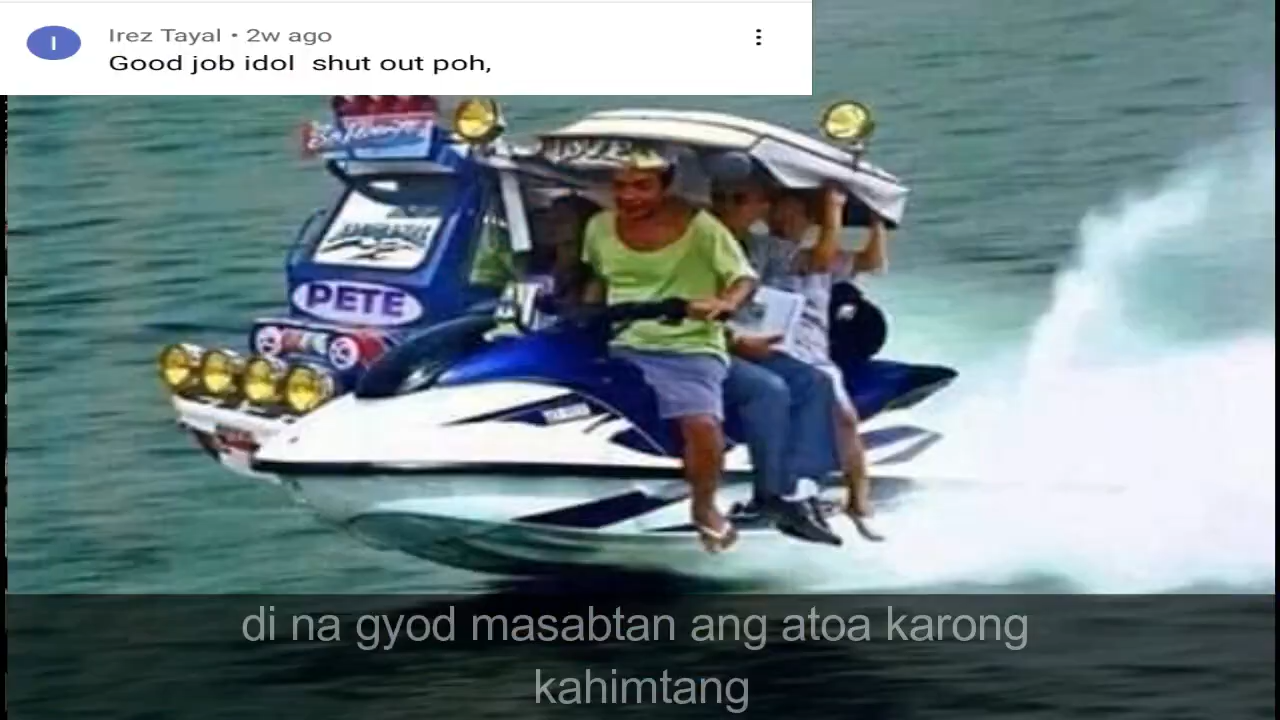 I
Irez Tayal • 2w ago
Good job idol shut out poh,
PETE
di na gyod masabtan ang atoa karong
kahimtang